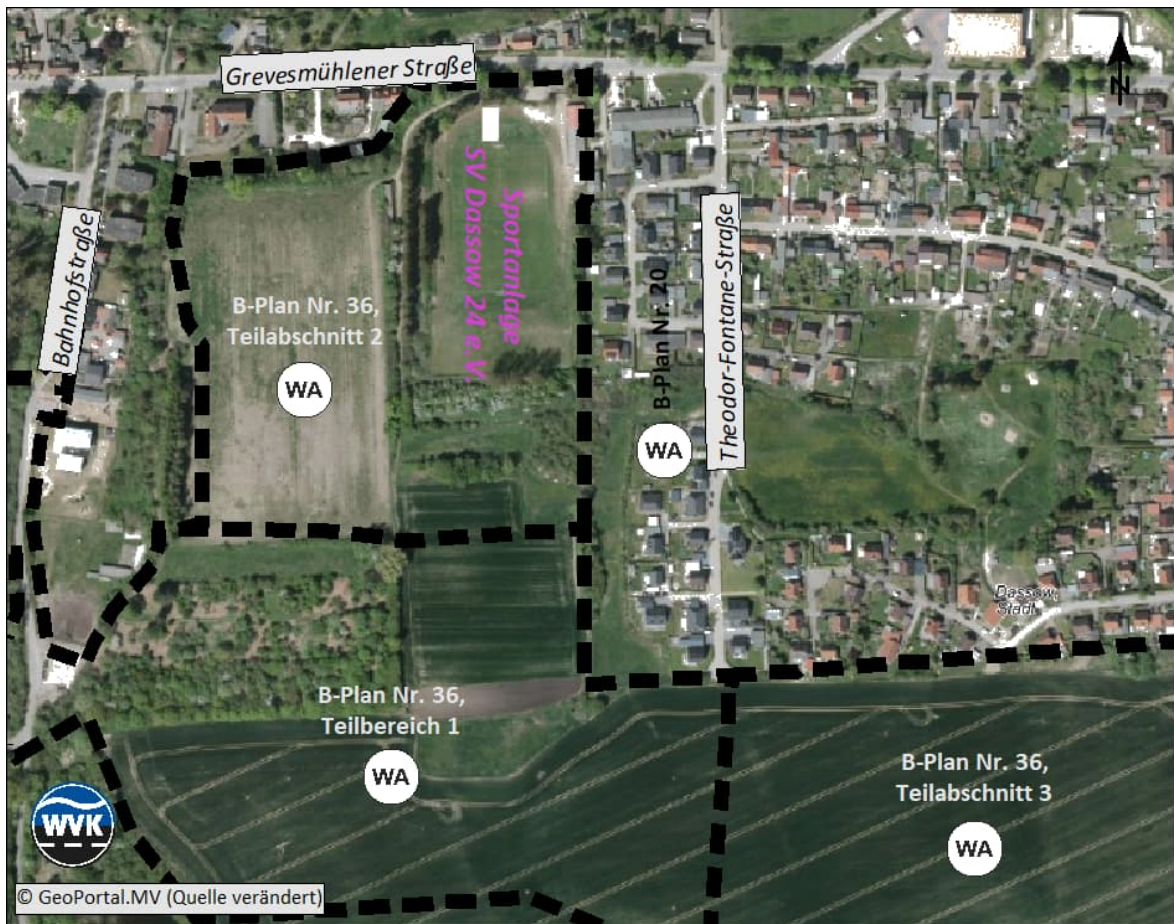 Grevesmühlener Straße
N
Sportanlage
SV Dassow 24 e.V.
Bahnhofstraße
B-Plan Nr. 36,
Teilabschnitt 2
WA
B-Plan Nr. 20
WA
Theodor-Fontane-Straße
Dassow,
Stadt
B-Plan Nr. 36,
Teilbereich 1
WA
B-Plan Nr. 36,
Teilabschnitt 3
WA
WVK
© GeoPortal.MV (Quelle verändert)